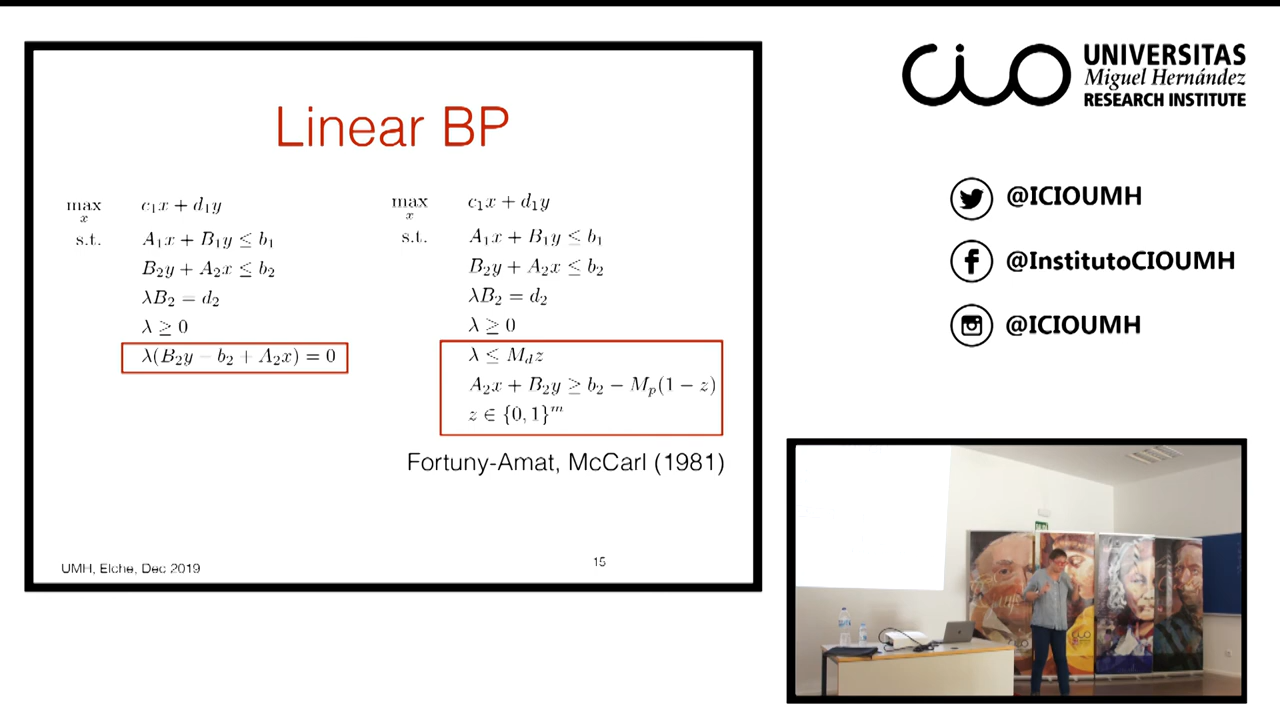 Linear BP
max
x
c₁x + d₁y
s.t.
A₁x + B₁y ≤ b₁
B₂y + A₂x ≤ b₂
λB₂ = d₂
λ ≥ 0
λ(B₂y − b₂ + A₂x) = 0
max
x
c₁x + d₁y
s.t.
A₁x + B₁y ≤ b₁
B₂y + A₂x ≤ b₂
λB₂ = d₂
λ ≥ 0
λ ≤ M_d z
A₂x + B₂y ≥ b₂ − M_p(1 − z)
z ∈ {0, 1}ᵐ
Fortuny-Amat, McCarl (1981)
UMH, Elche, Dec 2019
15
cio
UNIVERSITAS
Miguel Hernández
RESEARCH INSTITUTE
@ICIOUMH
@InstitutoCIOUMH
@ICIOUMH